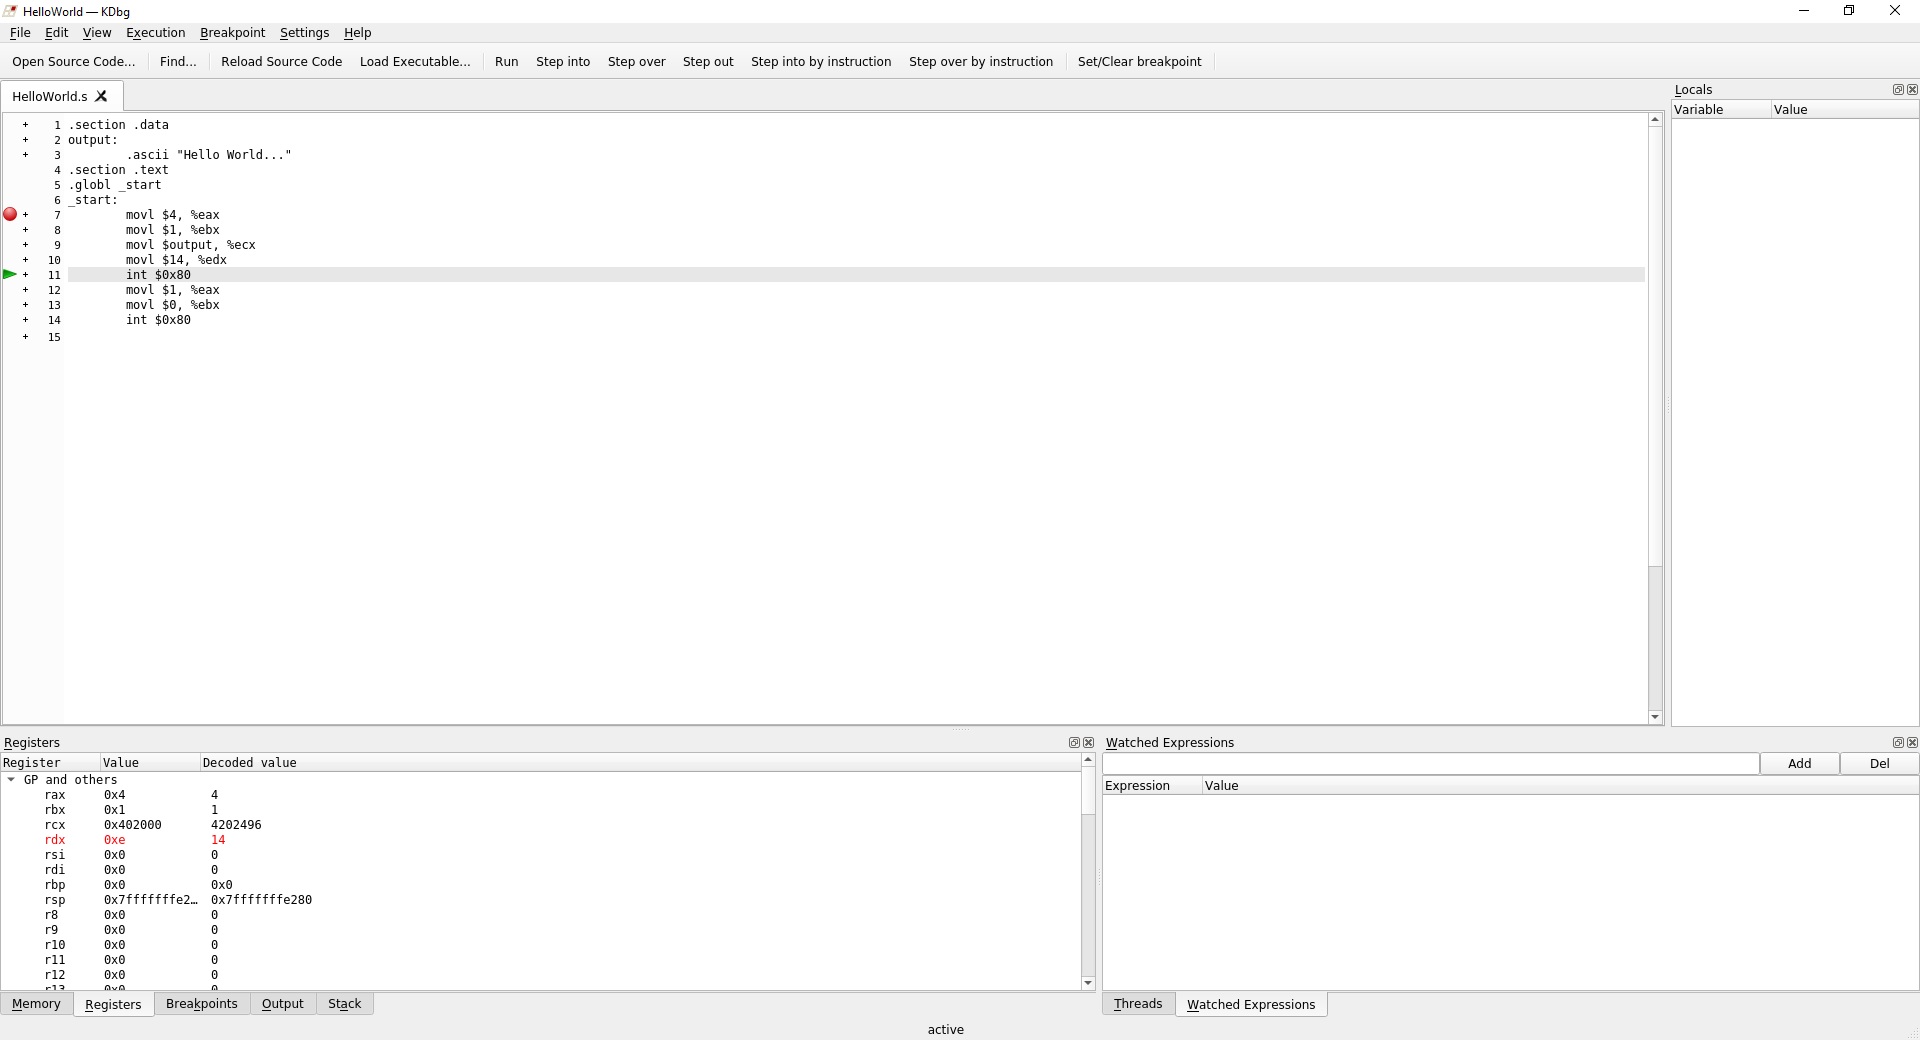 HelloWorld — KDbg
File Edit View Execution Breakpoint Settings Help
Open Source Code... Find... Reload Source Code Load Executable... Run Step into Step over Step out Step into by instruction Step over by instruction Set/Clear breakpoint
HelloWorld.s
+ 1 .section .data
+ 2 output:
+ 3 .ascii "Hello World..."
4 .section .text
5 .globl _start
6 _start:
+ 7 movl $4, %eax
+ 8 movl $1, %ebx
+ 9 movl $output, %ecx
+ 10 movl $14, %edx
+ 11 int $0x80
+ 12 movl $1, %eax
+ 13 movl $0, %ebx
+ 14 int $0x80
+ 15
Locals
Variable Value
Registers
Register Value Decoded value
GP and others
rax 0x4 4
rbx 0x1 1
rcx 0x402000 4202496
rdx 0xe 14
rsi 0x0 0
rdi 0x0 0
rbp 0x0 0x0
rsp 0x7fffffffe2... 0x7fffffffe280
r8 0x0 0
r9 0x0 0
r10 0x0 0
r11 0x0 0
r12 0x0 0
r13 0x0 0
Memory Registers Breakpoints Output Stack
Watched Expressions
Add Del
Expression Value
Threads Watched Expressions
active